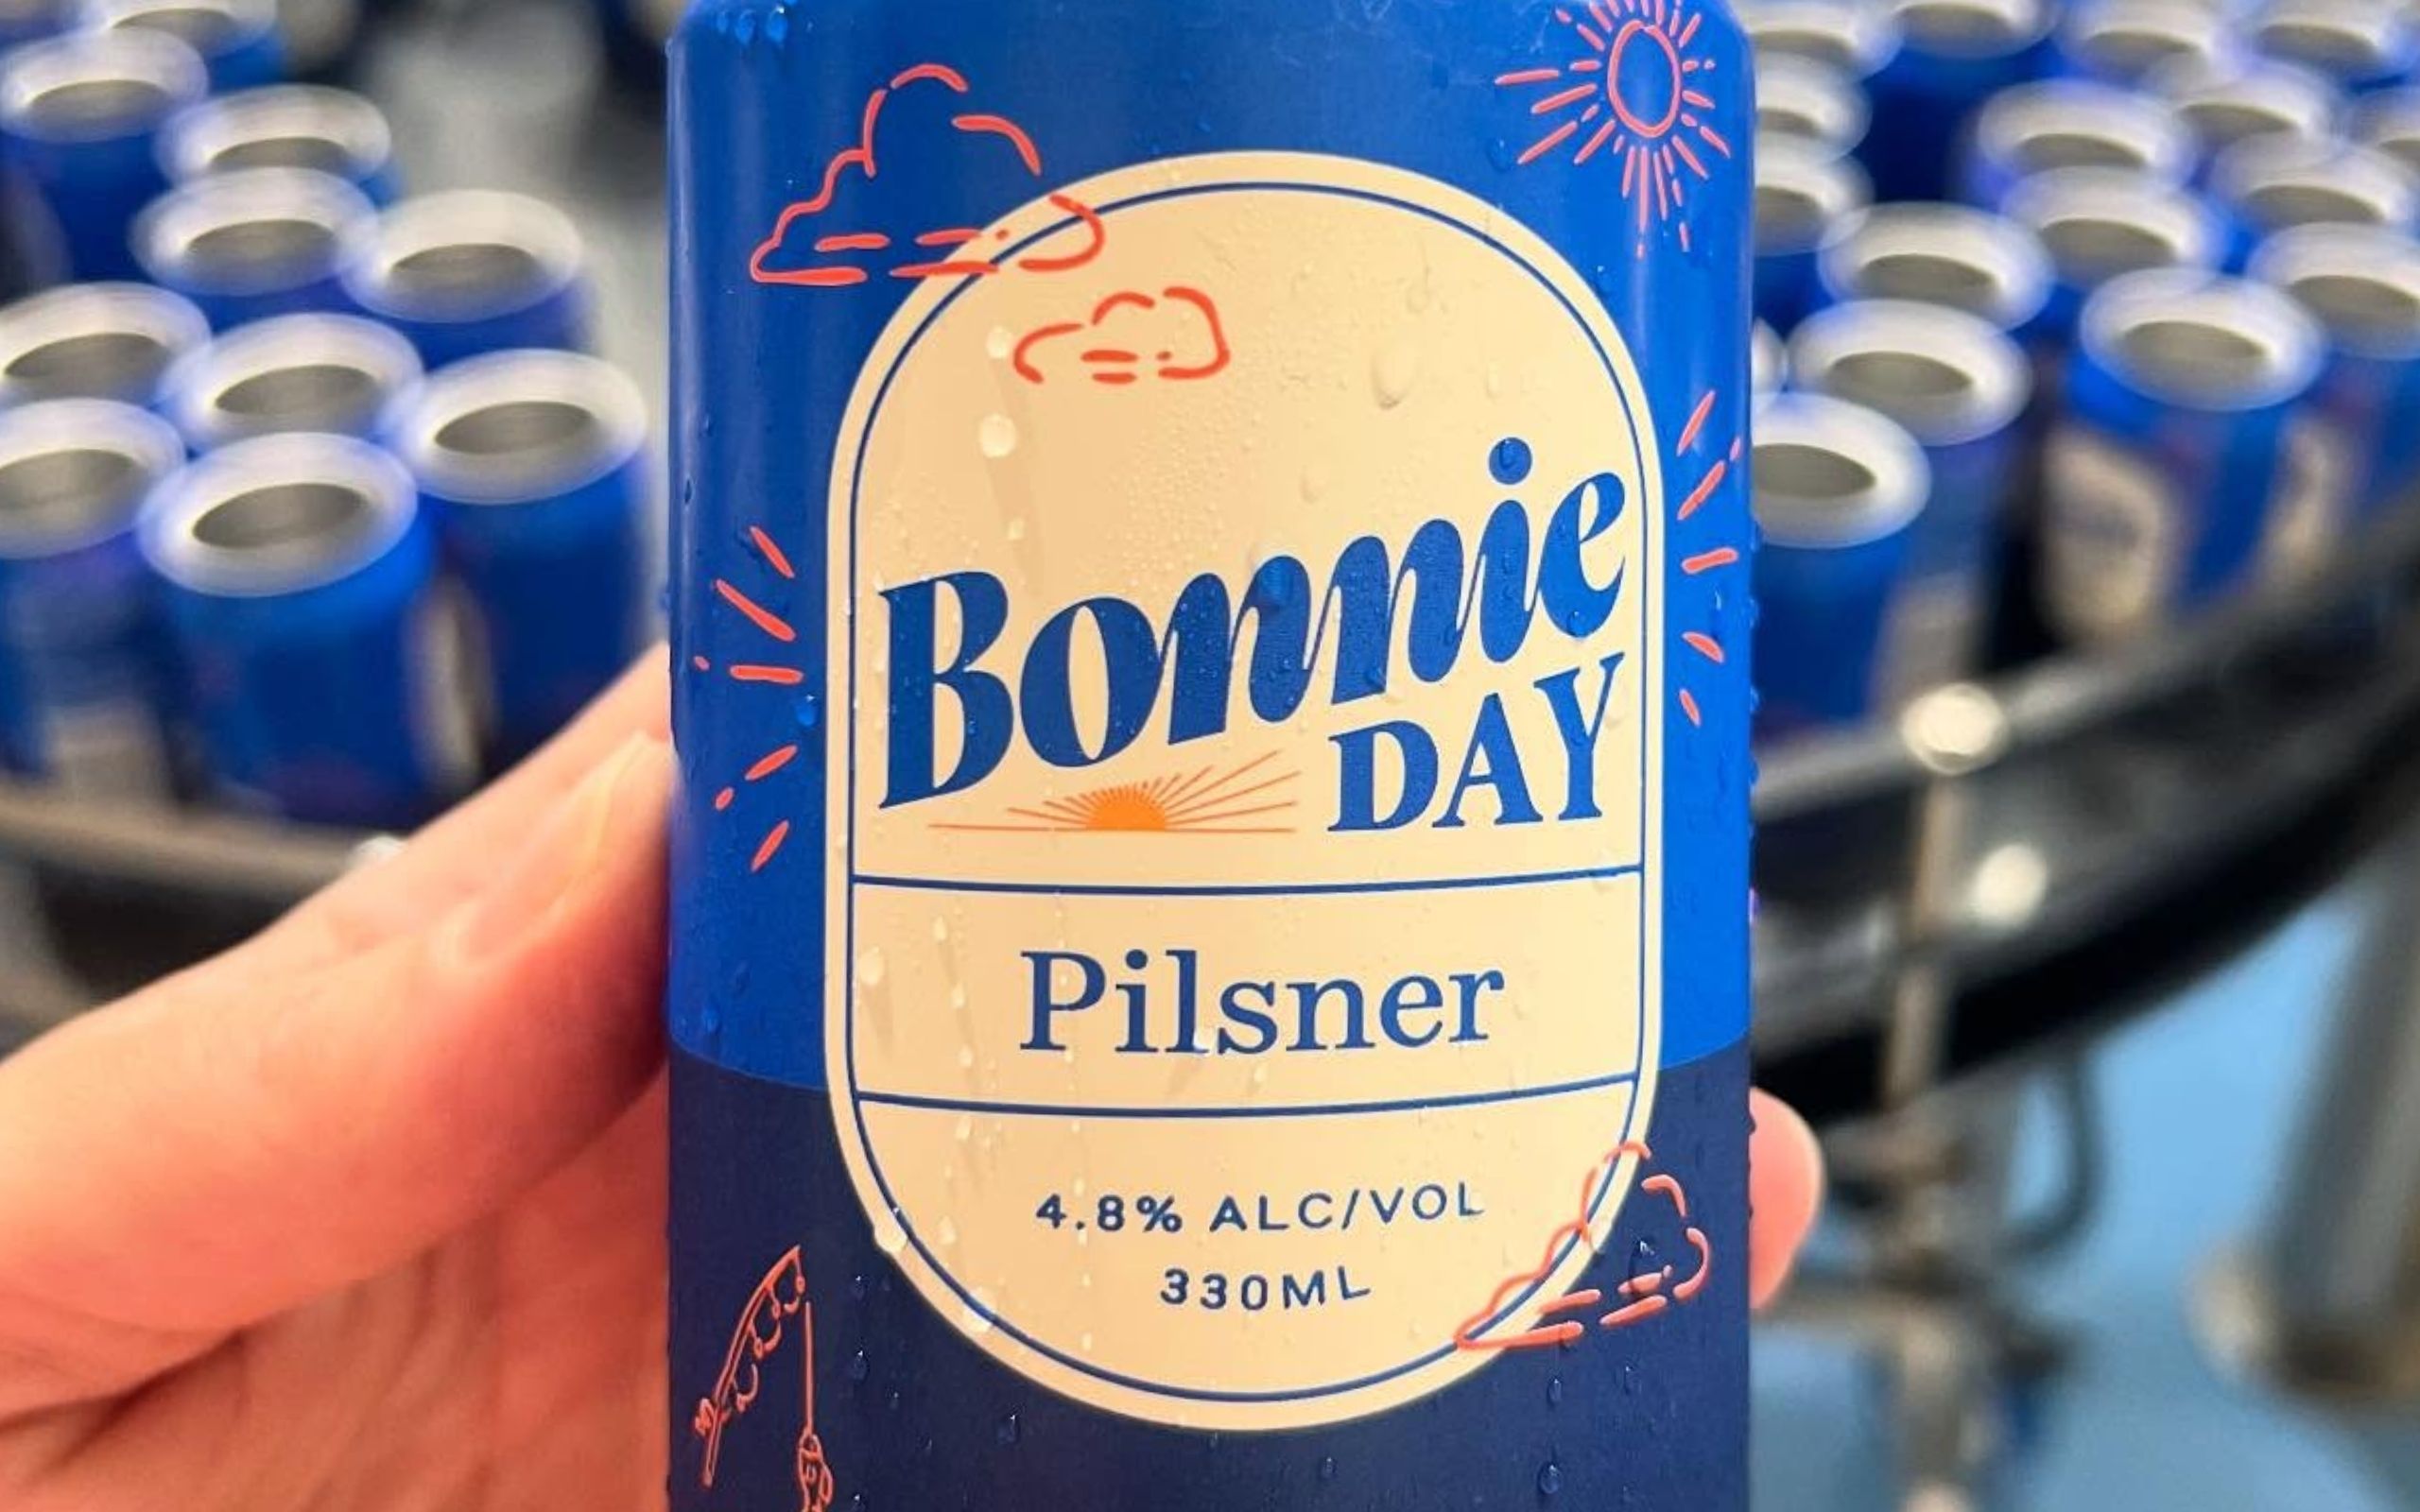 Bonnie
DAY
Pilsner
4.8% ALC/VOL
330ML